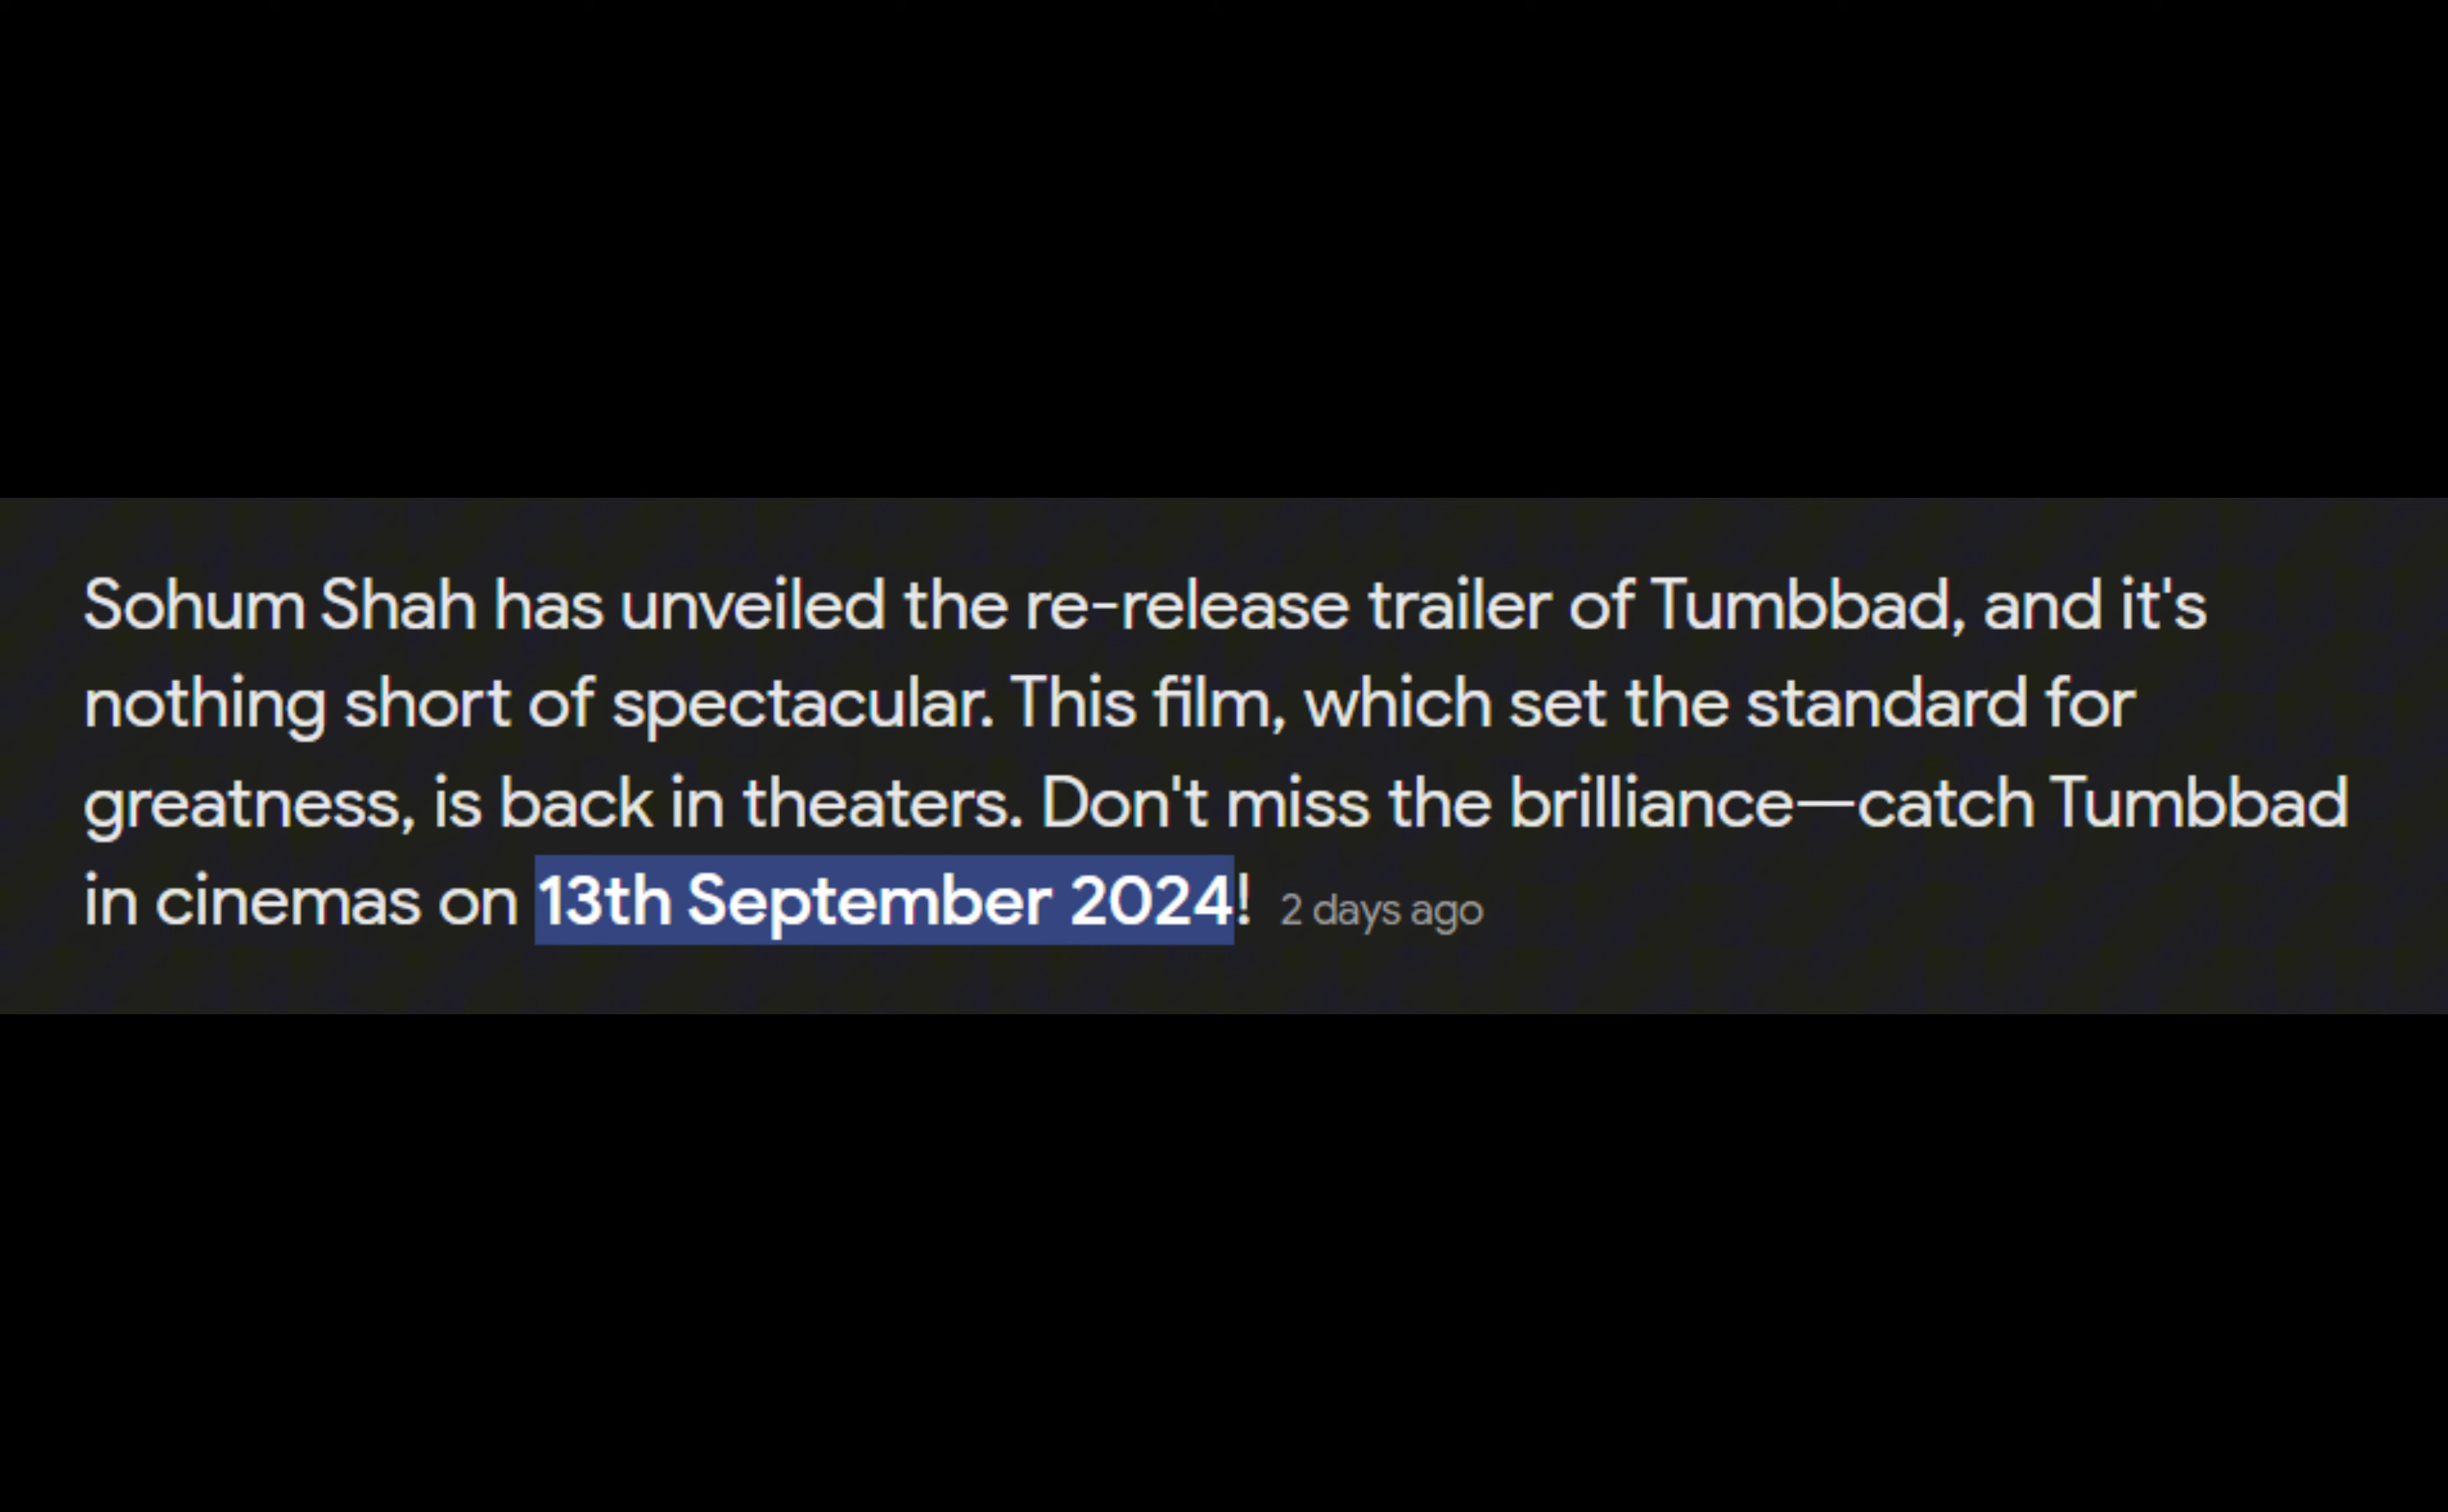 Sohum Shah has unveiled the re-release trailer of Tumbbad, and it's
nothing short of spectacular. This film, which set the standard for
greatness, is back in theaters. Don't miss the brilliance—catch Tumbbad
in cinemas on 13th September 2024! 2 days ago